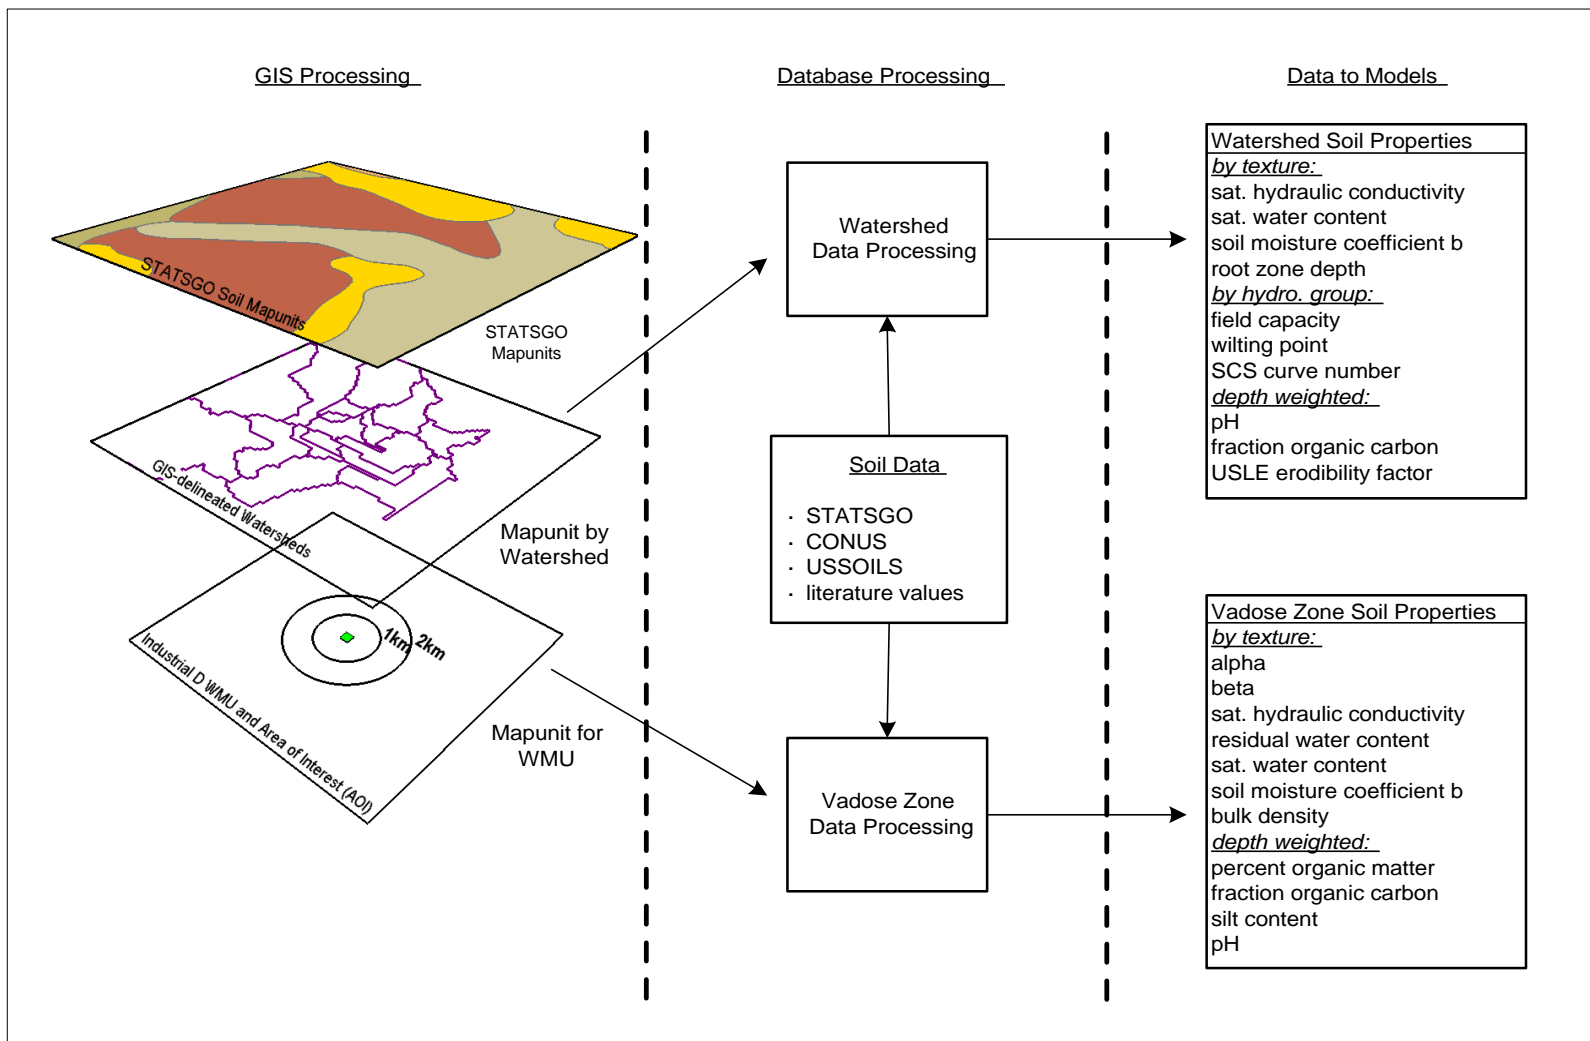 GIS Processing
Database Processing
Data to Models
STATSGO Soil Mapunits
STATSGO
Mapunits
GIS-delineated Watersheds
Mapunit by
Watershed
1km 2km
Industrial D WMU and Area of Interest (AOI)
Mapunit for
WMU
Watershed
Data Processing
Soil Data
· STATSGO
· CONUS
· USSOILS
· literature values
Vadose Zone
Data Processing
Watershed Soil Properties
by texture:
sat. hydraulic conductivity
sat. water content
soil moisture coefficient b
root zone depth
by hydro. group:
field capacity
wilting point
SCS curve number
depth weighted:
pH
fraction organic carbon
USLE erodibility factor
Vadose Zone Soil Properties
by texture:
alpha
beta
sat. hydraulic conductivity
residual water content
sat. water content
soil moisture coefficient b
bulk density
depth weighted:
percent organic matter
fraction organic carbon
silt content
pH